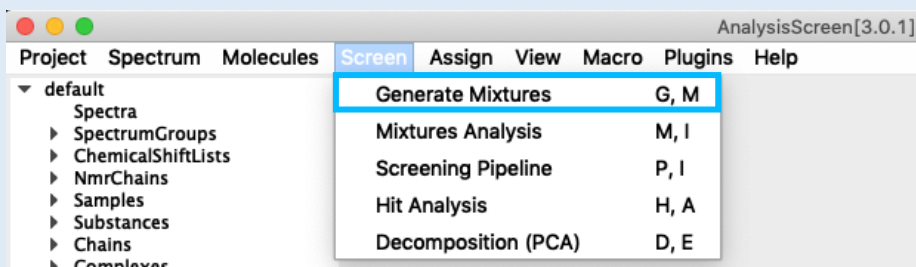 AnalysisScreen[3.0.1]
Project Spectrum Molecules Screen Assign View Macro Plugins Help
default
Spectra
SpectrumGroups
ChemicalShiftLists
NmrChains
Samples
Substances
Chains
Complexes
Generate Mixtures G, M
Mixtures Analysis M, I
Screening Pipeline P, I
Hit Analysis H, A
Decomposition (PCA) D, E